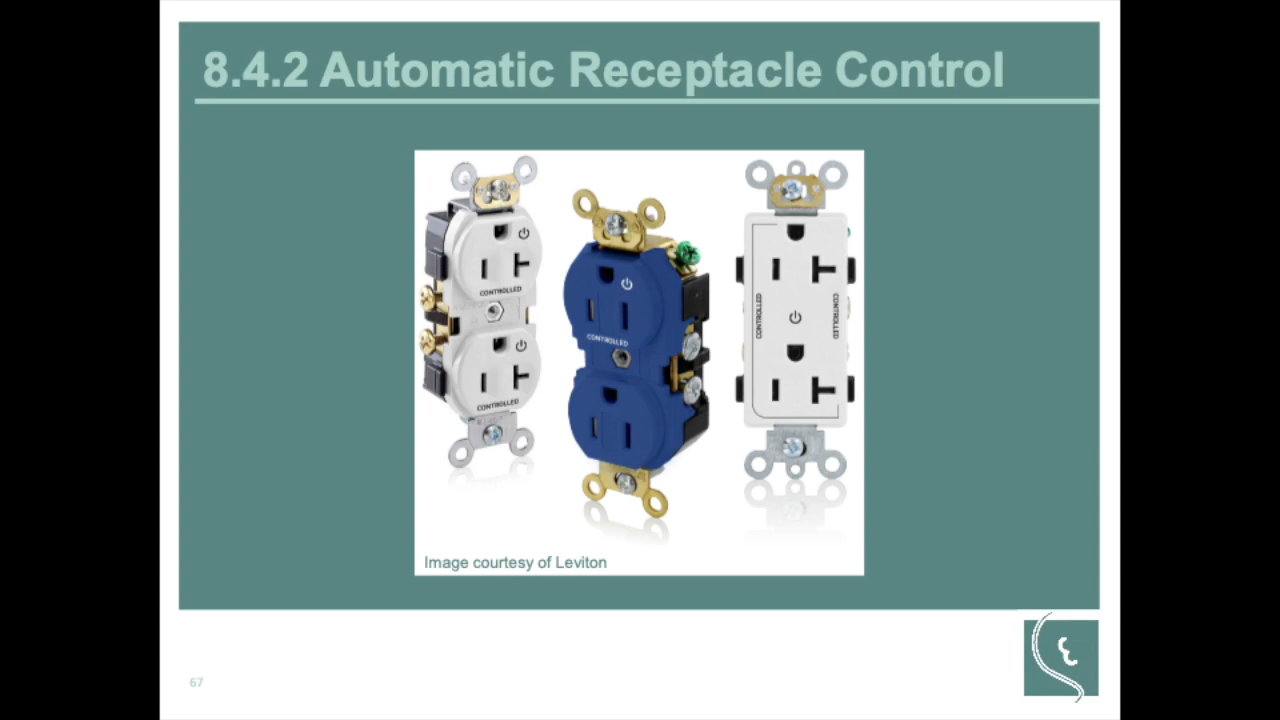 8.4.2 Automatic Receptacle Control
CONTROLLED
CONTROLLED
CONTROLLED
CONTROLLED
CONTROLLED
Image courtesy of Leviton
67